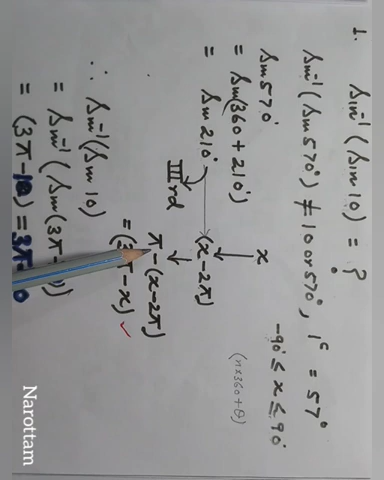 1. sin⁻¹(sin 10) = ?
sin⁻¹(sin 570°) ≠ 10 or 570°, 1ᶜ = 57°
-90° ≤ x ≤ 90°
sin 570°
= sin(360 + 210°)
(n×360+θ)
= sin 210°
IIIrd
x
(x-2π)
π-(x-2π)
= (3π-x) ✓
∴ sin⁻¹(sin 10)
= sin⁻¹(sin(3π-
= (3π-10) = 3π-10
Narottam